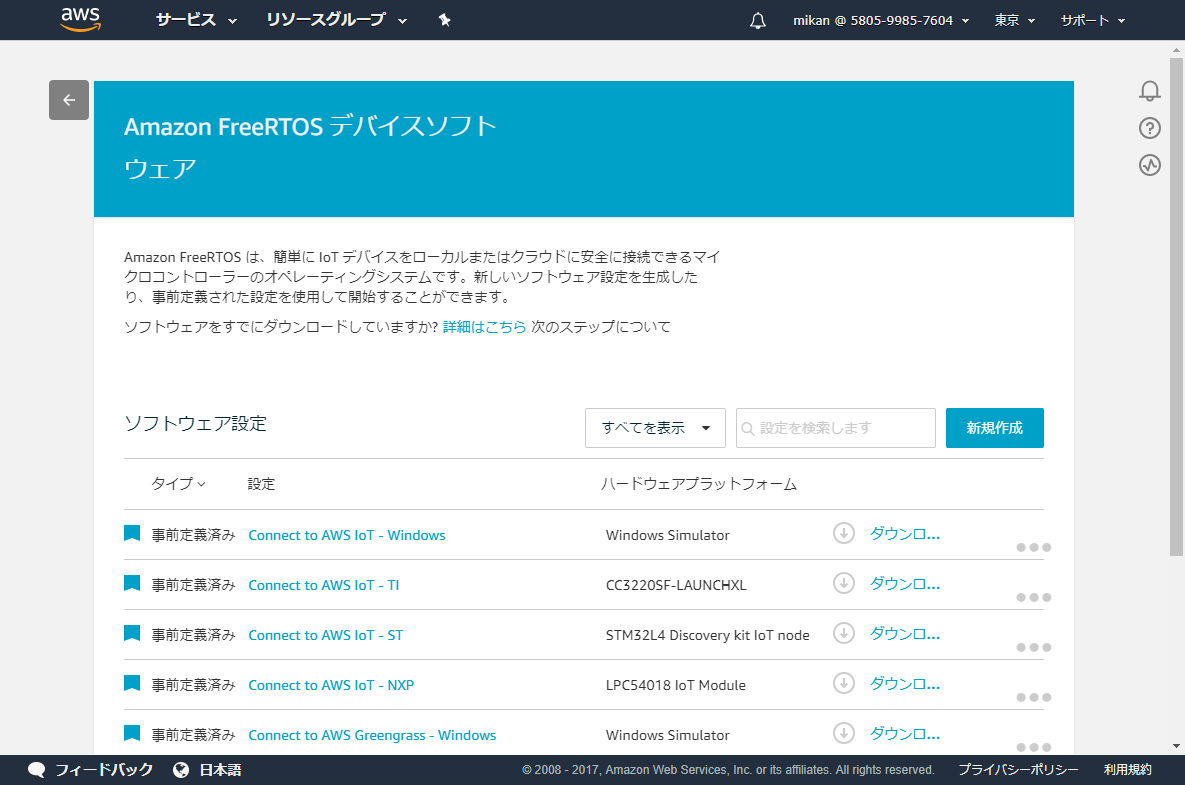 aws サービス リソースグループ mikan @ 5805-9985-7604 東京 サポート
Amazon FreeRTOS デバイスソフト
ウェア
Amazon FreeRTOS は、簡単に IoT デバイスをローカルまたはクラウドに安全に接続できるマイ
クロコントローラーのオペレーティングシステムです。新しいソフトウェア設定を生成した
り、事前定義された設定を使用して開始することができます。
ソフトウェアをすでにダウンロードしていますか? 詳細はこちら 次のステップについて
ソフトウェア設定 すべてを表示 設定を検索します 新規作成
タイプ 設定 ハードウェアプラットフォーム
事前定義済み Connect to AWS IoT - Windows Windows Simulator ダウンロ...
事前定義済み Connect to AWS IoT - TI CC3220SF-LAUNCHXL ダウンロ...
事前定義済み Connect to AWS IoT - ST STM32L4 Discovery kit IoT node ダウンロ...
事前定義済み Connect to AWS IoT - NXP LPC54018 IoT Module ダウンロ...
事前定義済み Connect to AWS Greengrass - Windows Windows Simulator ダウンロ...
フィードバック 日本語 © 2008 - 2017, Amazon Web Services, Inc. or its affiliates. All rights reserved. プライバシーポリシー 利用規約